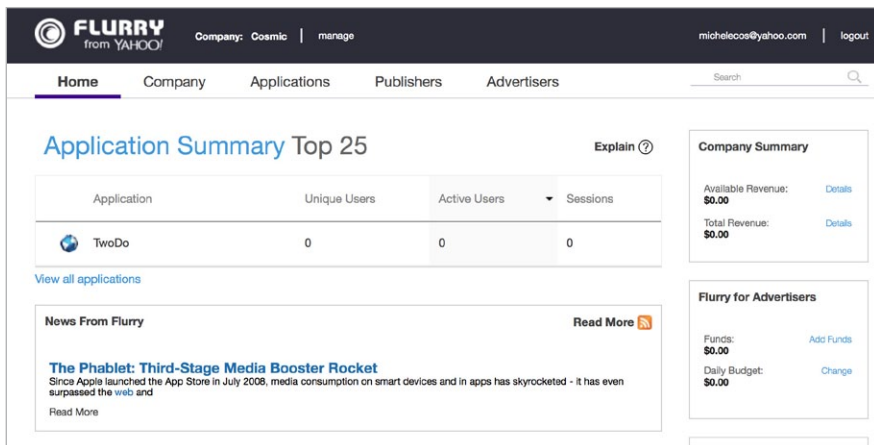 FLURRY
from YAHOO!
Company: Cosmic | manage
michelecos@yahoo.com | logout
Home Company Applications Publishers Advertisers
Search
Application Summary Top 25
Explain ?
Application Unique Users Active Users Sessions
TwoDo 0 0 0
View all applications
News From Flurry
Read More
The Phablet: Third-Stage Media Booster Rocket
Since Apple launched the App Store in July 2008, media consumption on smart devices and in apps has skyrocketed - it has even
surpassed the web and
Read More
Company Summary
Available Revenue: Details
$0.00
Total Revenue: Details
$0.00
Flurry for Advertisers
Funds: Add Funds
$0.00
Daily Budget: Change
$0.00